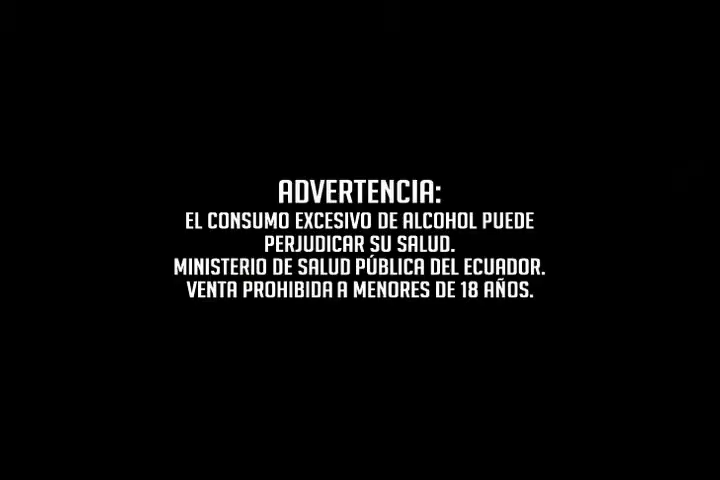 ADVERTENCIA:
EL CONSUMO EXCESIVO DE ALCOHOL PUEDE
PERJUDICAR SU SALUD.
MINISTERIO DE SALUD PÚBLICA DEL ECUADOR.
VENTA PROHIBIDA A MENORES DE 18 AÑOS.